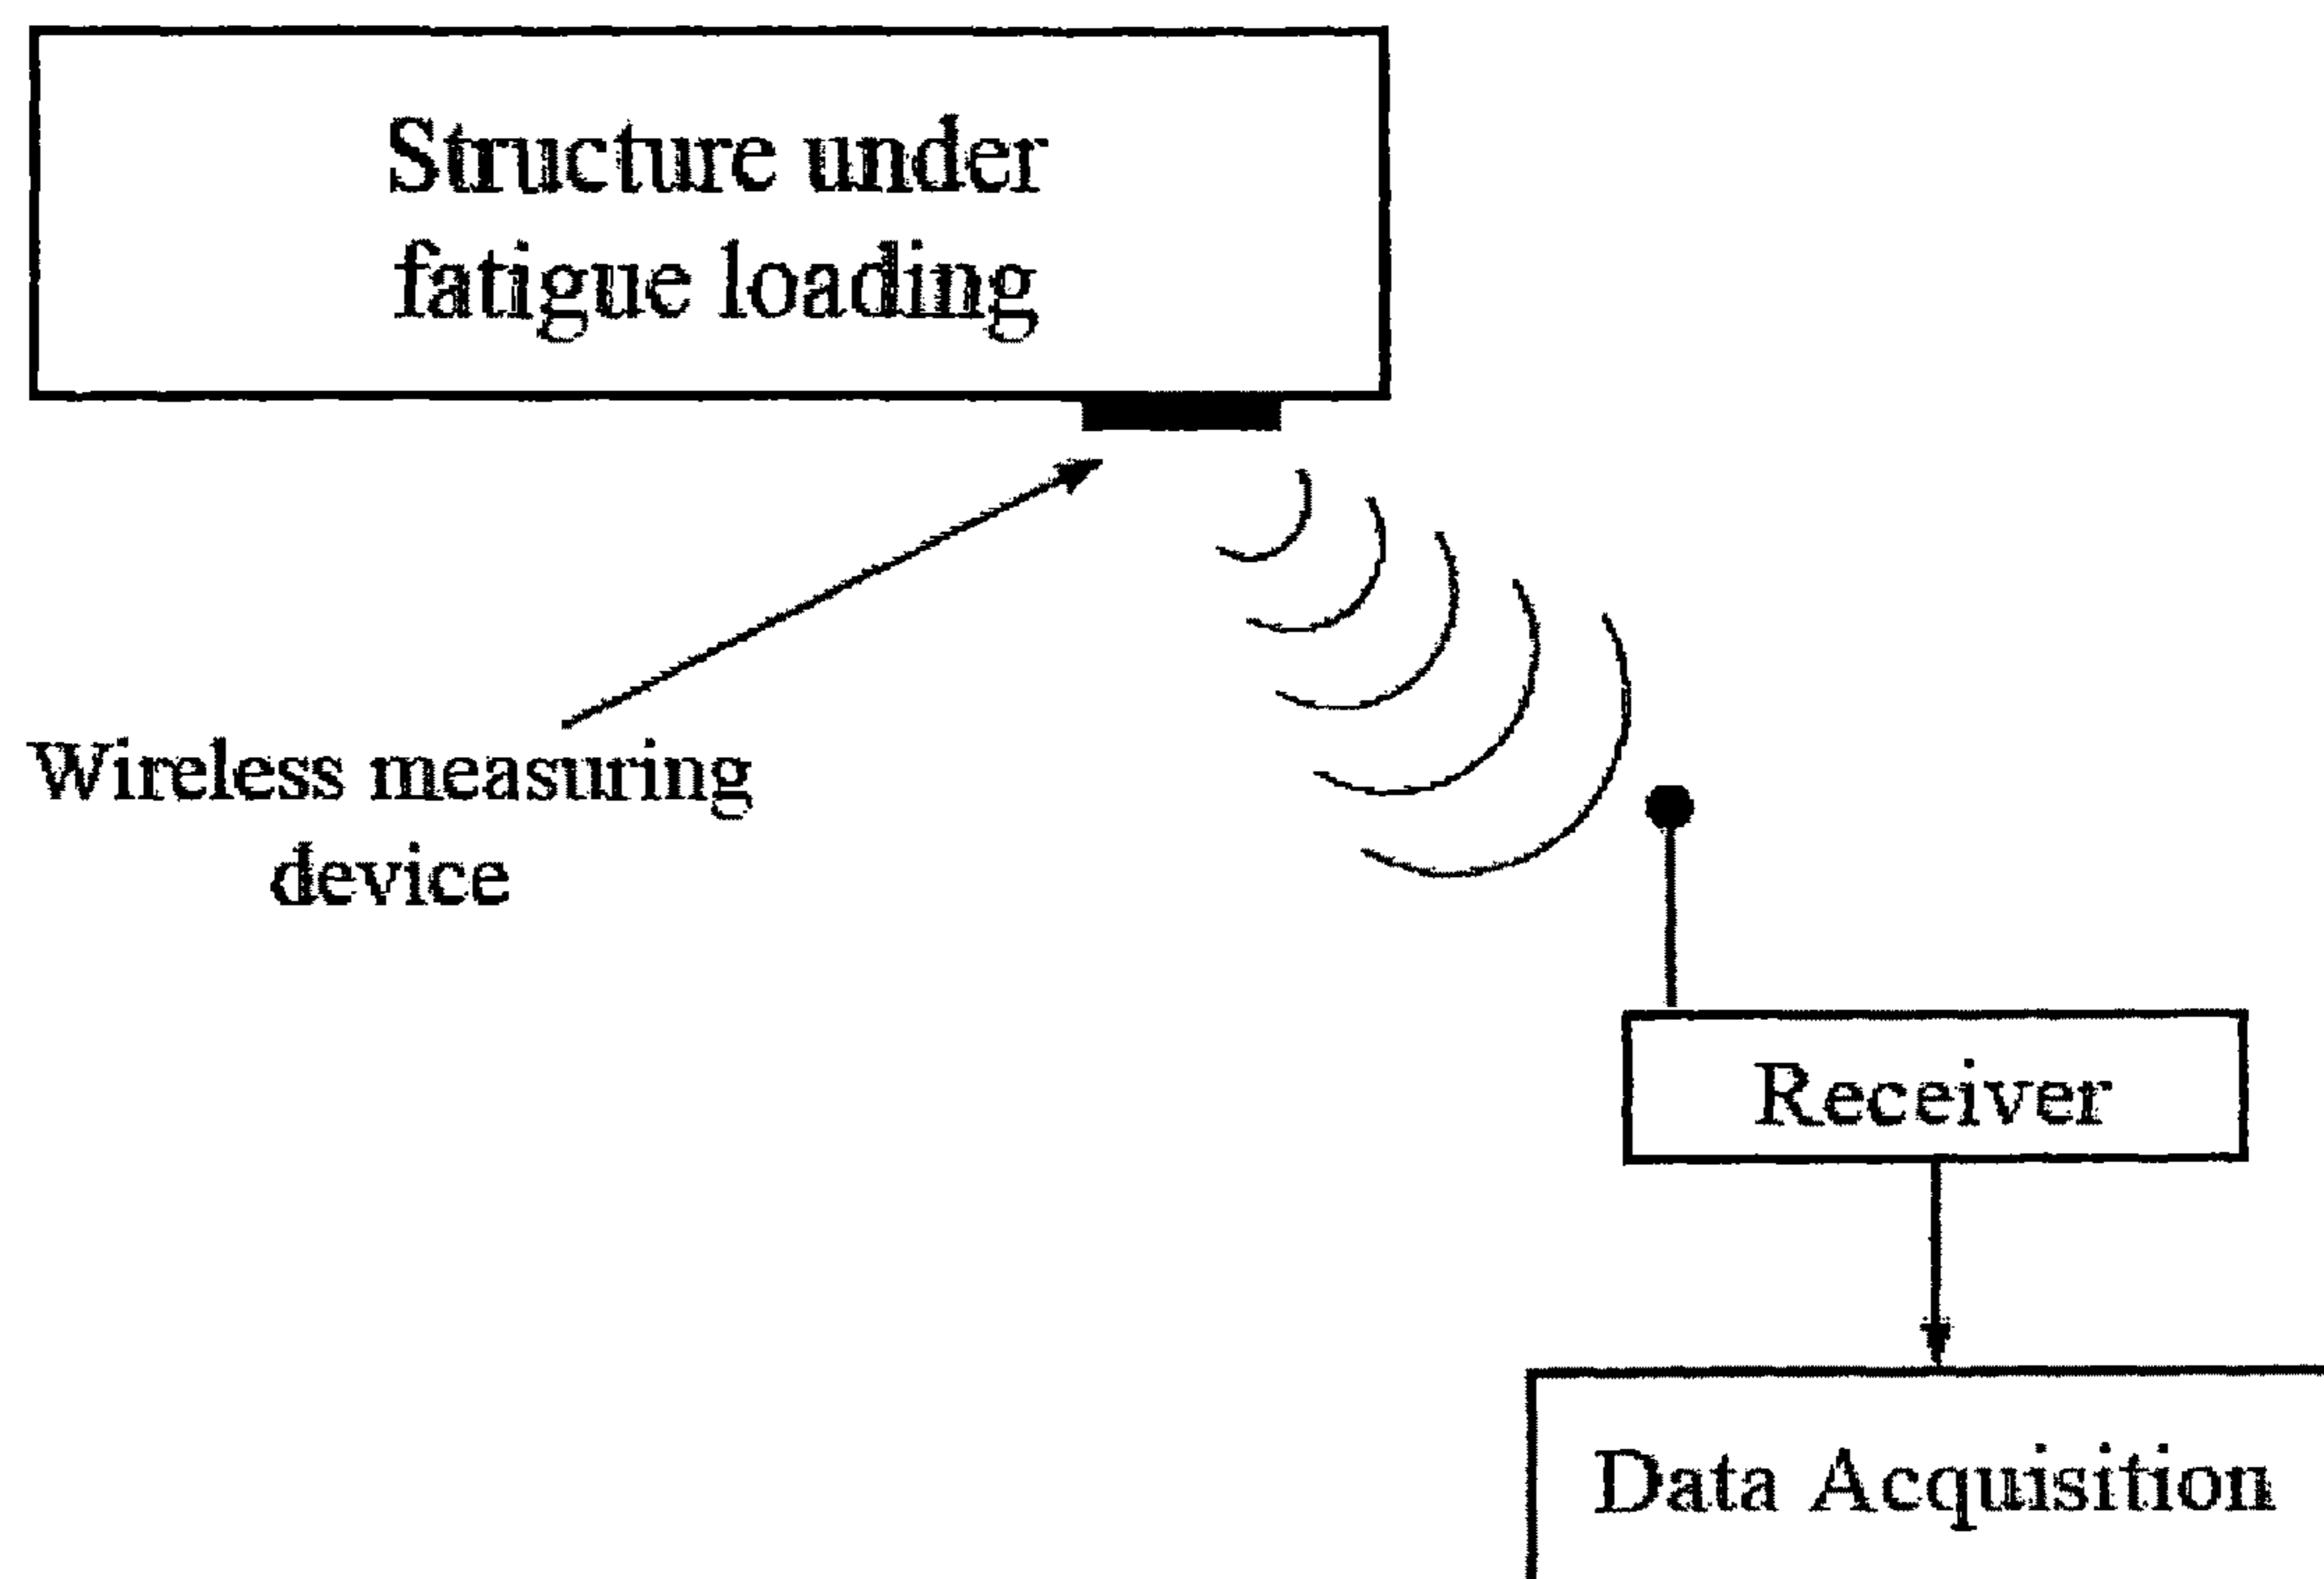 Structure under
fatigue loading
Wireless measuring
device
Receiver
Data Acquisition